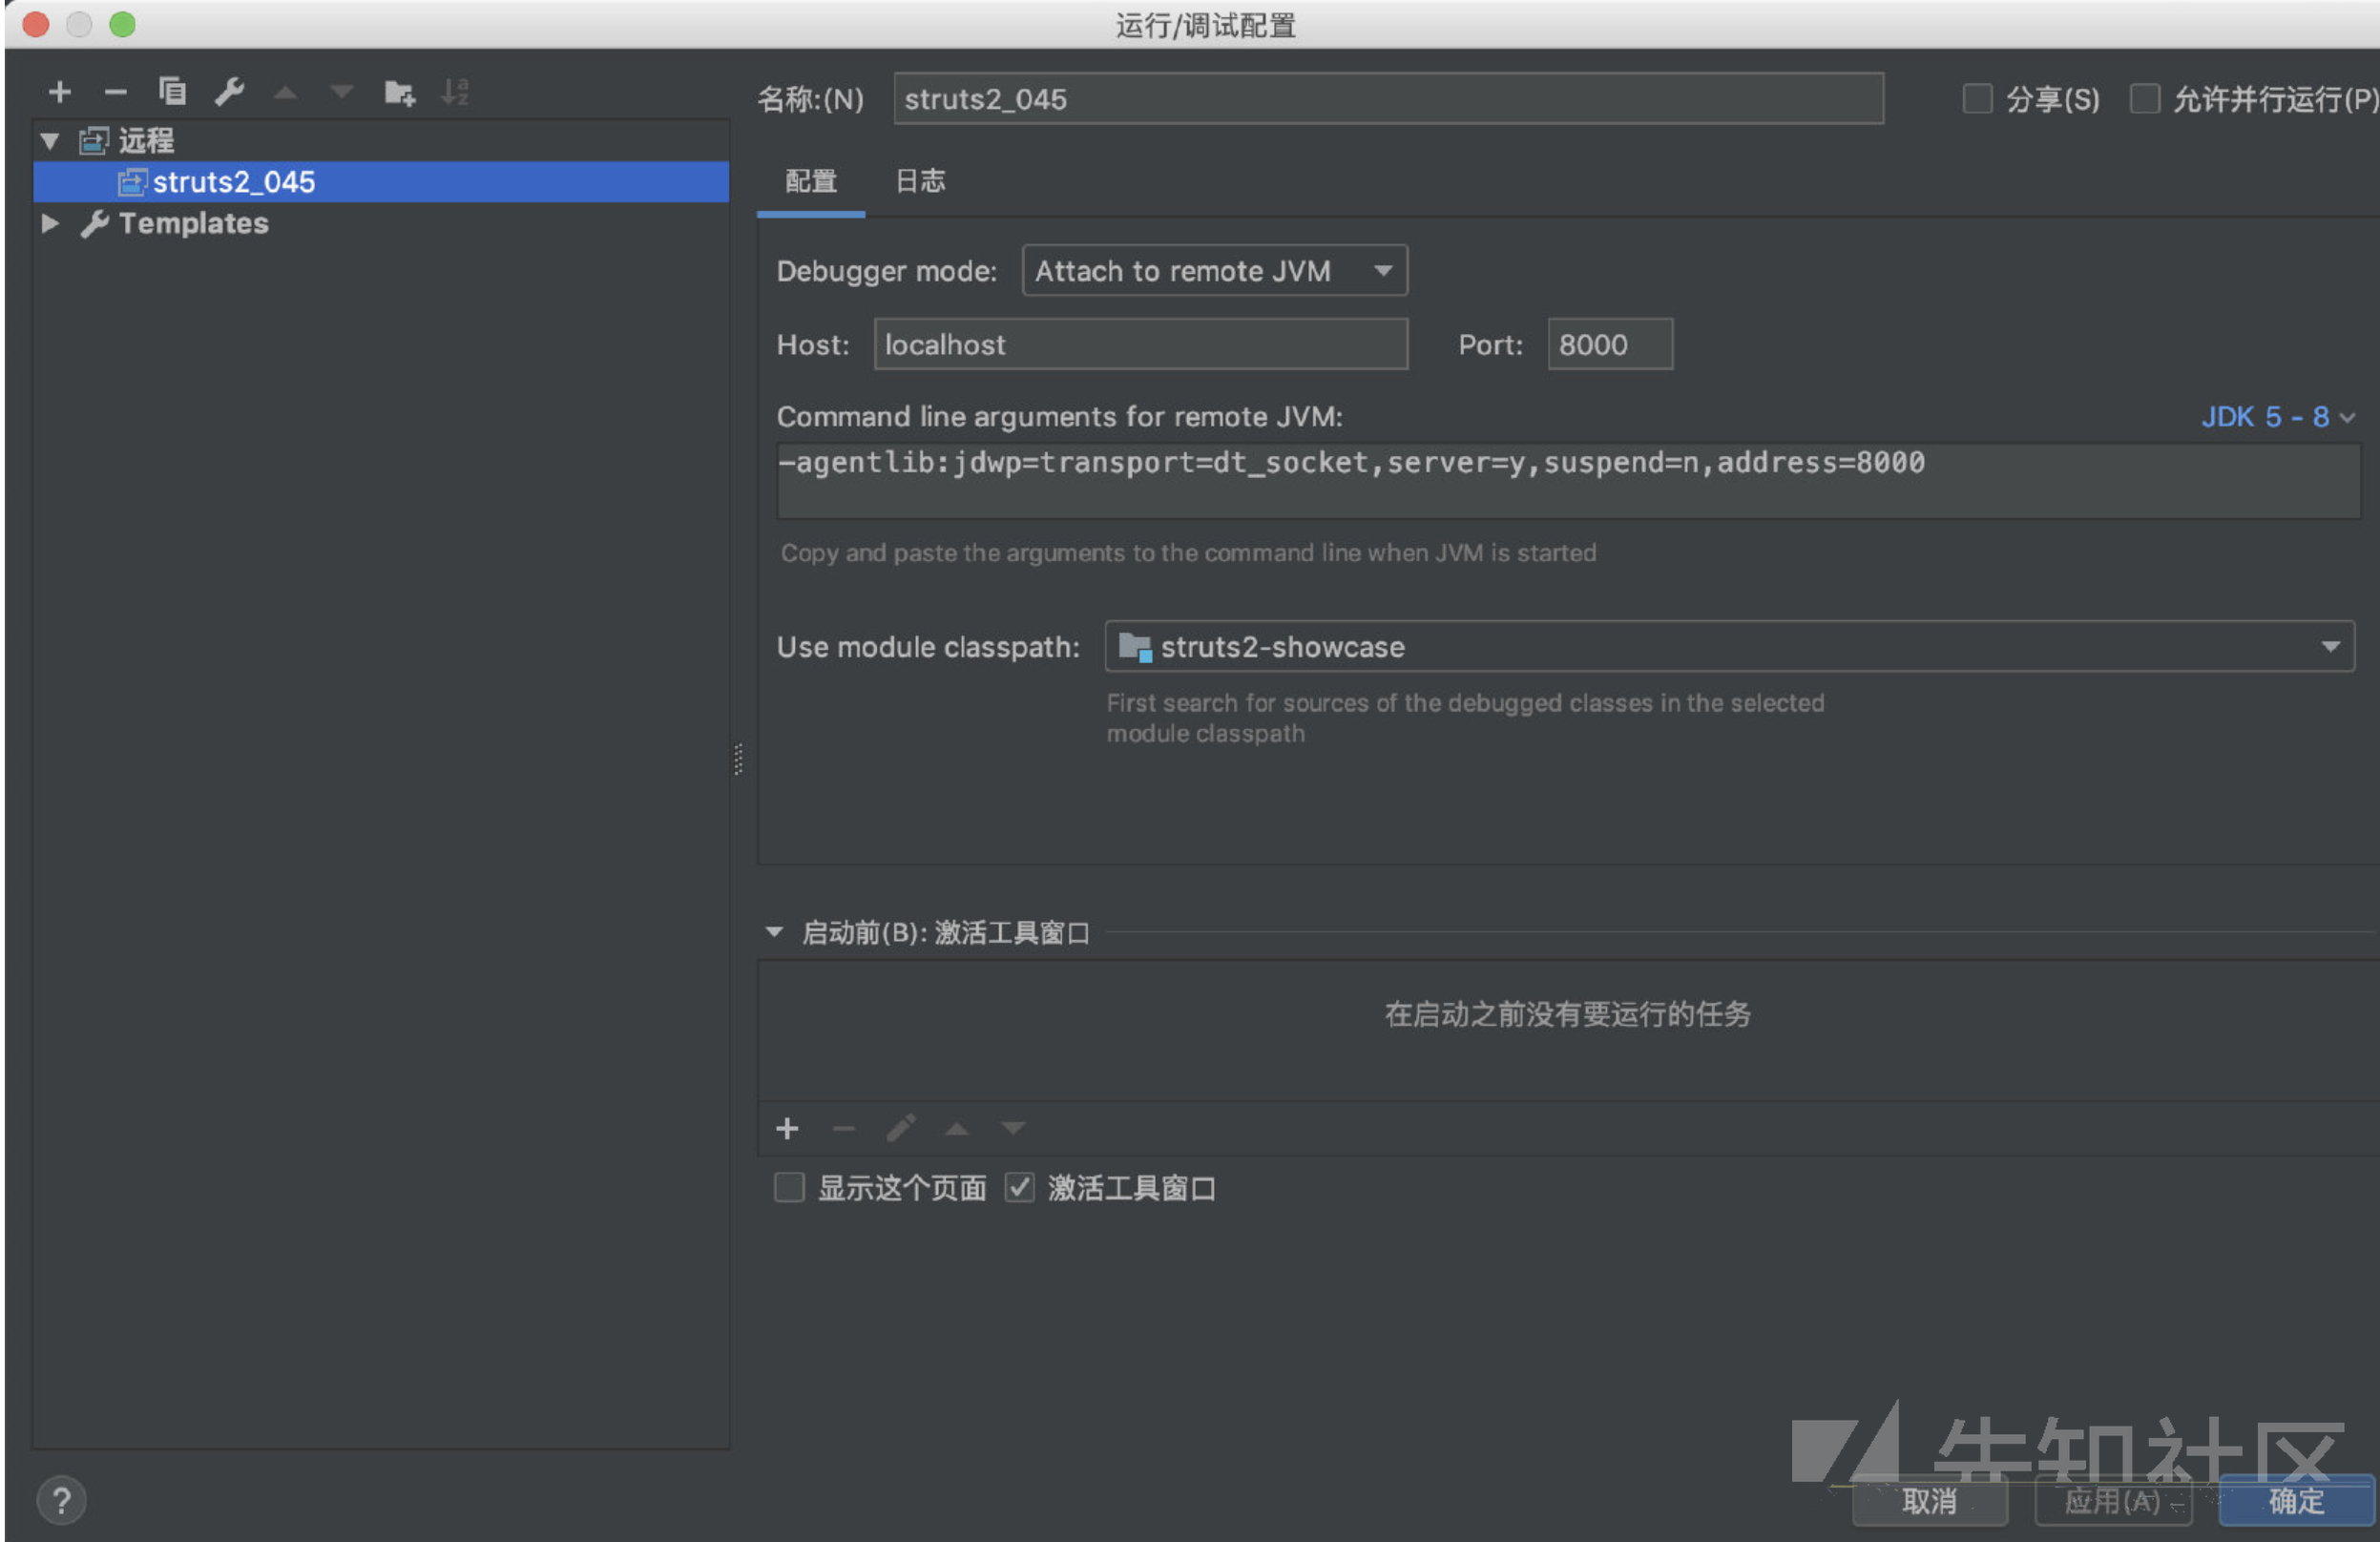 运行/调试配置
远程
struts2_045
Templates
名称:(N) struts2_045 分享(S) 允许并行运行(P)
配置 日志
Debugger mode: Attach to remote JVM
Host: localhost Port: 8000
Command line arguments for remote JVM: JDK 5 - 8
-agentlib:jdwp=transport=dt_socket,server=y,suspend=n,address=8000
Copy and paste the arguments to the command line when JVM is started
Use module classpath: struts2-showcase
First search for sources of the debugged classes in the selected
module classpath
启动前(B): 激活工具窗口
在启动之前没有要运行的任务
显示这个页面 激活工具窗口
先知社区
? 取消 应用(A) 确定